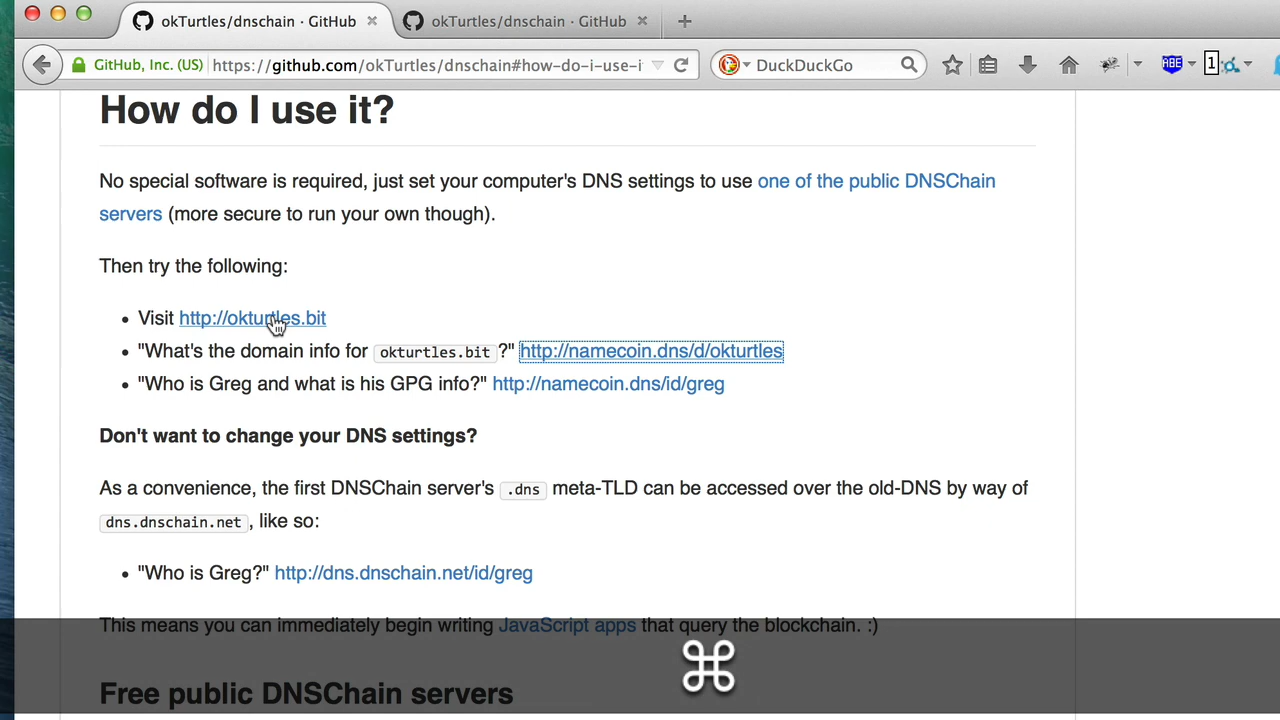 okTurtles/dnschain · GitHub
okTurtles/dnschain · GitHub
GitHub, Inc. (US) https://github.com/okTurtles/dnschain#how-do-i-use-i
DuckDuckGo
ABE
1
How do I use it?
No special software is required, just set your computer's DNS settings to use one of the public DNSChain
servers (more secure to run your own though).
Then try the following:
• Visit http://okturtles.bit
• "What's the domain info for okturtles.bit ?" http://namecoin.dns/d/okturtles
• "Who is Greg and what is his GPG info?" http://namecoin.dns/id/greg
Don't want to change your DNS settings?
As a convenience, the first DNSChain server's .dns meta-TLD can be accessed over the old-DNS by way of
dns.dnschain.net , like so:
• "Who is Greg?" http://dns.dnschain.net/id/greg
This means you can immediately begin writing JavaScript apps that query the blockchain. :)
⌘
Free public DNSChain servers